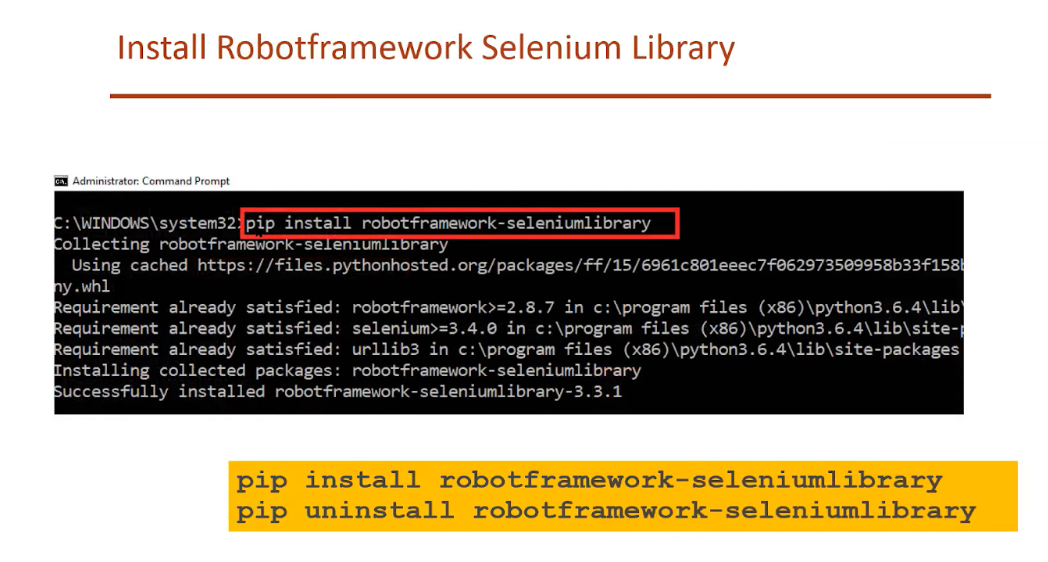 Install Robotframework Selenium Library
Administrator: Command Prompt
C:\WINDOWS\system32>pip install robotframework-seleniumlibrary
Collecting robotframework-seleniumlibrary
Using cached https://files.pythonhosted.org/packages/ff/15/6961c801eeec7f062973509958b33f158b
ny.whl
Requirement already satisfied: robotframework>=2.8.7 in c:\program files (x86)\python3.6.4\lib\
Requirement already satisfied: selenium>=3.4.0 in c:\program files (x86)\python3.6.4\lib\site-p
Requirement already satisfied: urllib3 in c:\program files (x86)\python3.6.4\lib\site-packages
Installing collected packages: robotframework-seleniumlibrary
Successfully installed robotframework-seleniumlibrary-3.3.1
pip install robotframework-seleniumlibrary
pip uninstall robotframework-seleniumlibrary